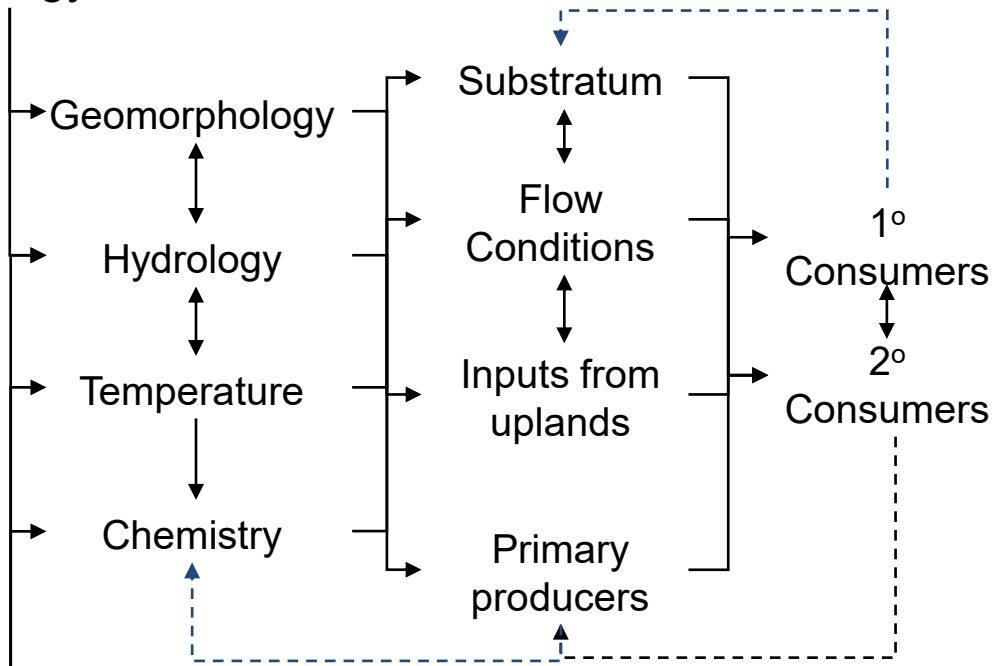 Geomorphology
Hydrology
Temperature
Chemistry
Substratum
Flow
Conditions
Inputs from
uplands
Primary
producers
1º
Consumers
2º
Consumers